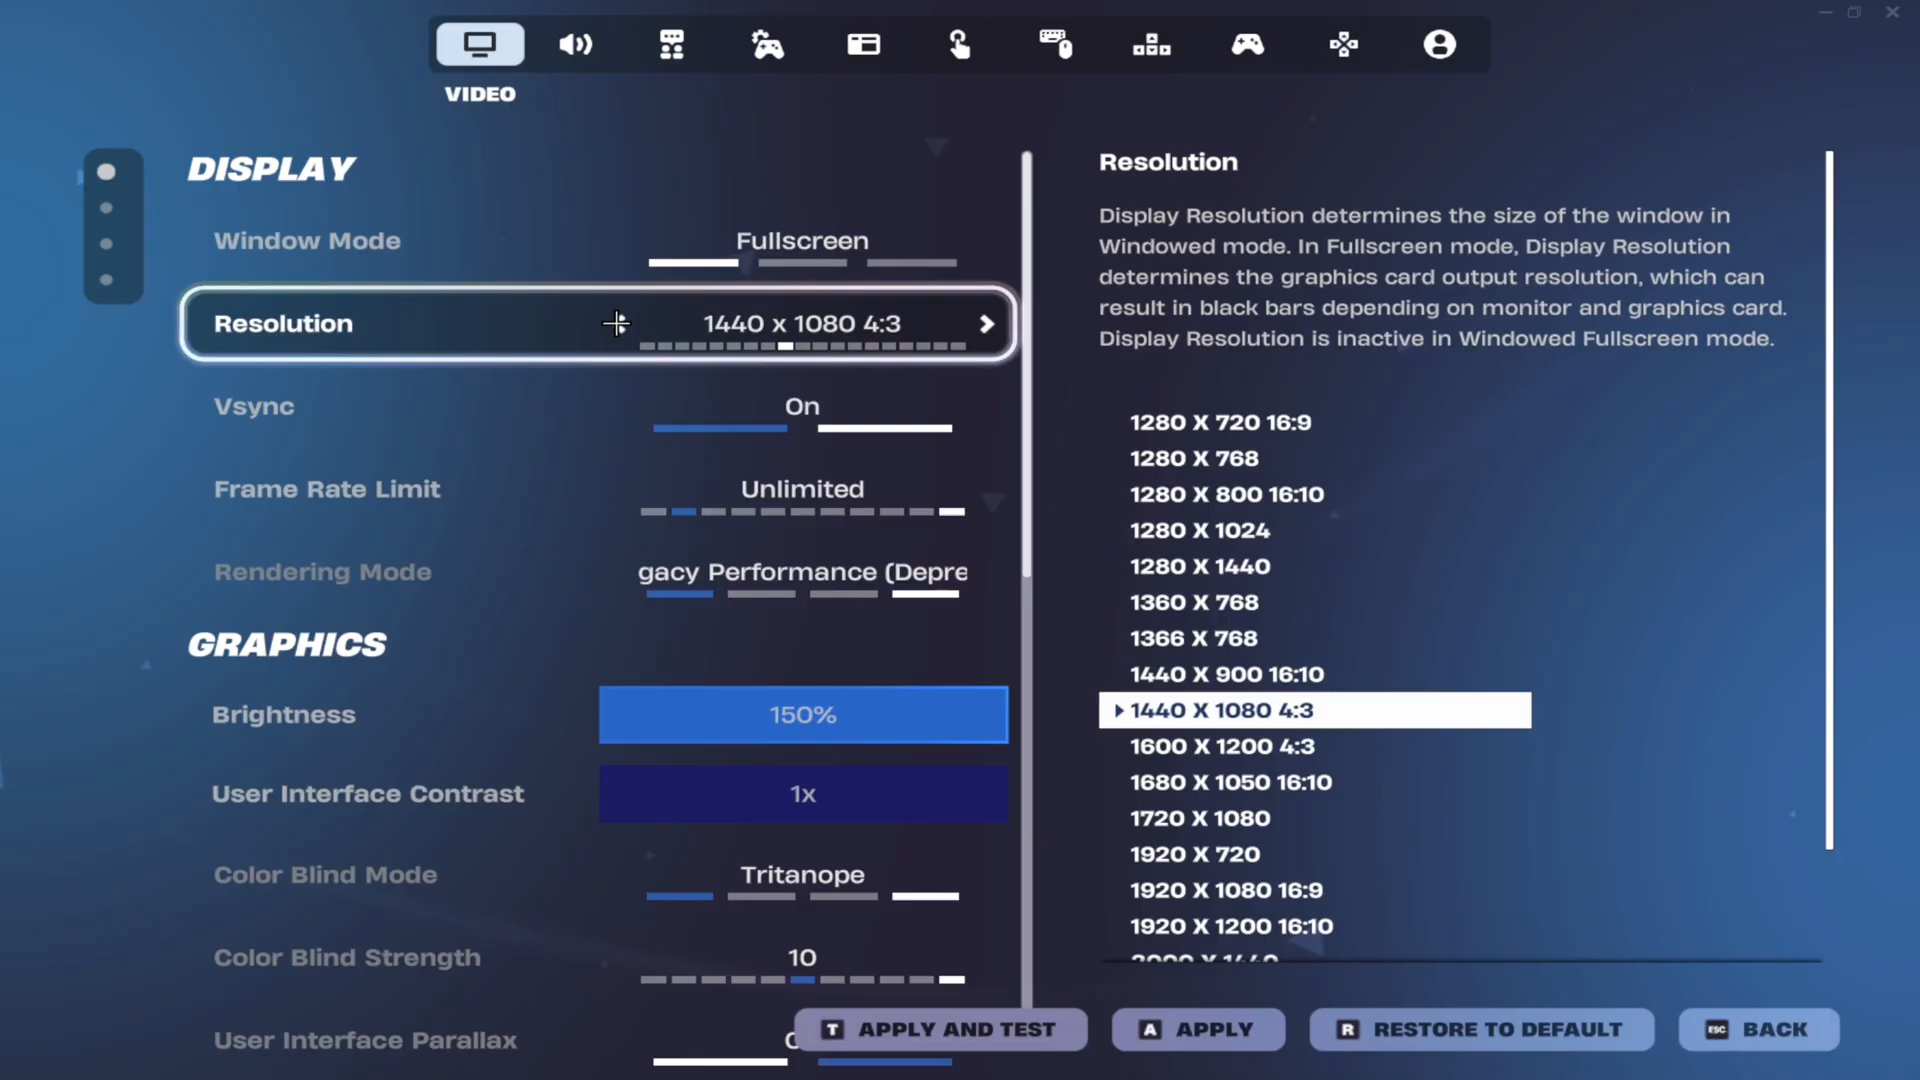 VIDEO
DISPLAY
Window Mode
Fullscreen
Resolution
1440 x 1080 4:3
Vsync
On
Frame Rate Limit
Unlimited
Rendering Mode
gacy Performance (Depre
GRAPHICS
Brightness
150%
User Interface Contrast
1x
Color Blind Mode
Tritanope
Color Blind Strength
10
User Interface Parallax
Resolution
Display Resolution determines the size of the window in
Windowed mode. In Fullscreen mode, Display Resolution
determines the graphics card output resolution, which can
result in black bars depending on monitor and graphics card.
Display Resolution is inactive in Windowed Fullscreen mode.
1280 X 720 16:9
1280 X 768
1280 X 800 16:10
1280 X 1024
1280 X 1440
1360 X 768
1366 X 768
1440 X 900 16:10
1440 X 1080 4:3
1600 X 1200 4:3
1680 X 1050 16:10
1720 X 1080
1920 X 720
1920 X 1080 16:9
1920 X 1200 16:10
T APPLY AND TEST
A APPLY
R RESTORE TO DEFAULT
ESC BACK